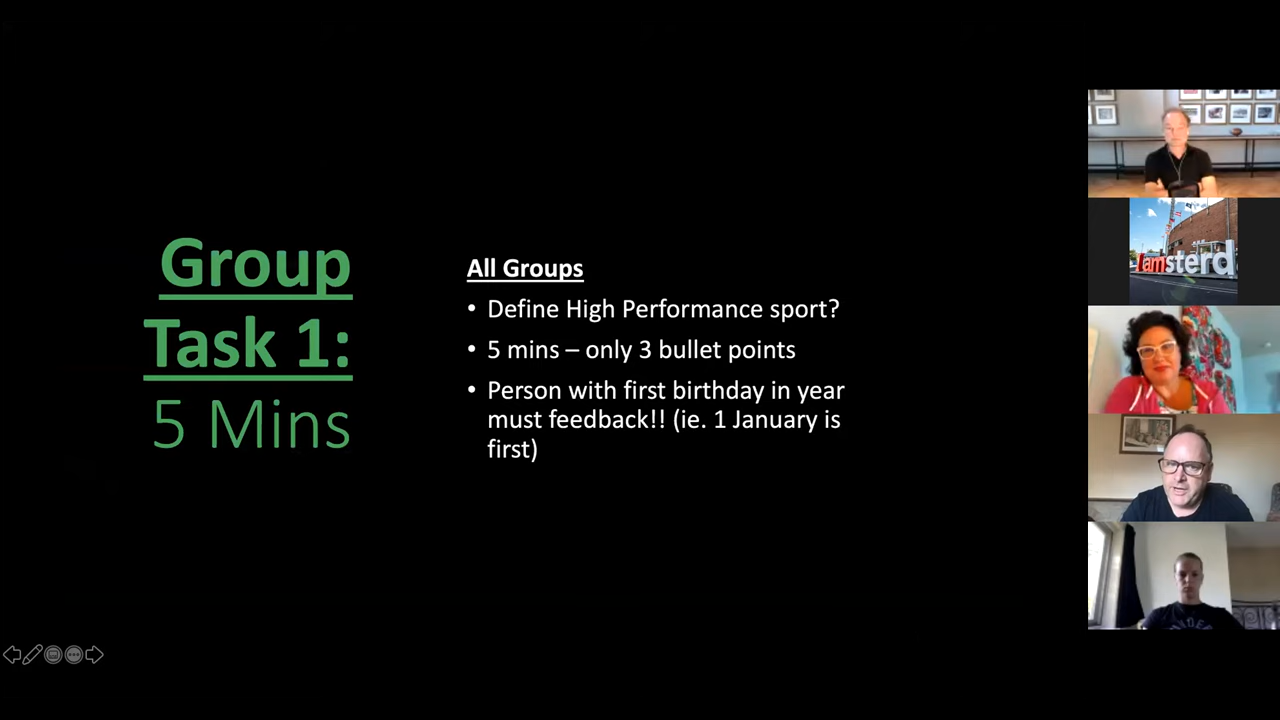 Group
Task 1:
5 Mins
All Groups
• Define High Performance sport?
• 5 mins – only 3 bullet points
• Person with first birthday in year
must feedback!! (ie. 1 January is
first)
Iamsterd